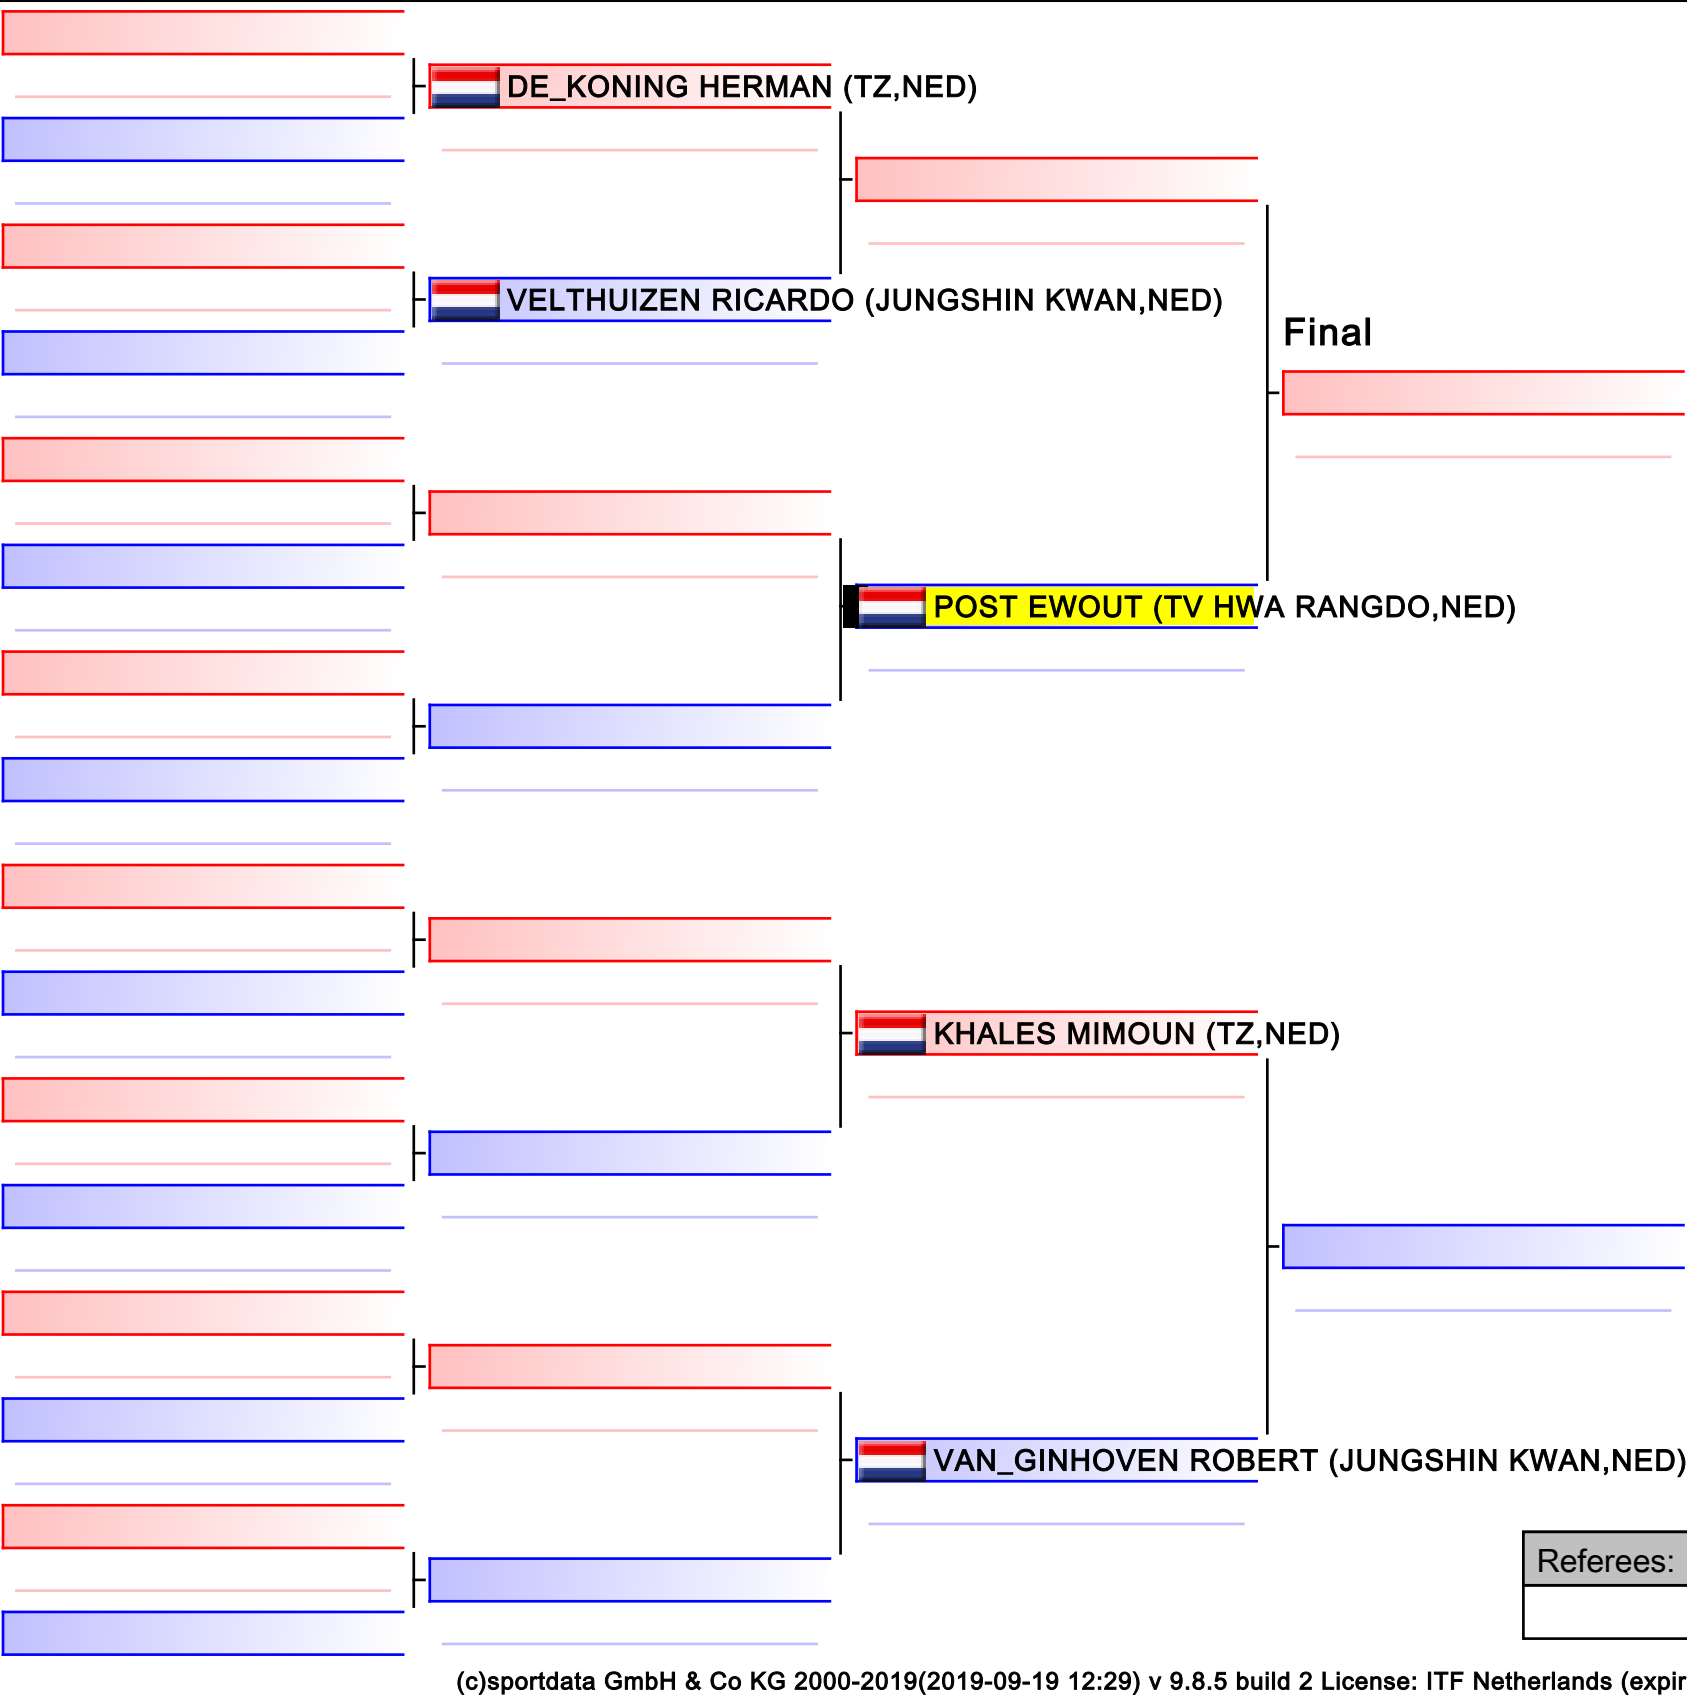 DE_KONING HERMAN (TZ,NED)
VELTHUIZEN RICARDO (JUNGSHIN KWAN,NED)
Final
POST EWOUT (TV HWA RANGDO,NED)
KHALES MIMOUN (TZ,NED)
VAN_GINHOVEN ROBERT (JUNGSHIN KWAN,NED)
Referees:
(c)sportdata GmbH & Co KG 2000-2019(2019-09-19 12:29) v 9.8.5 build 2 License: ITF Netherlands (expir